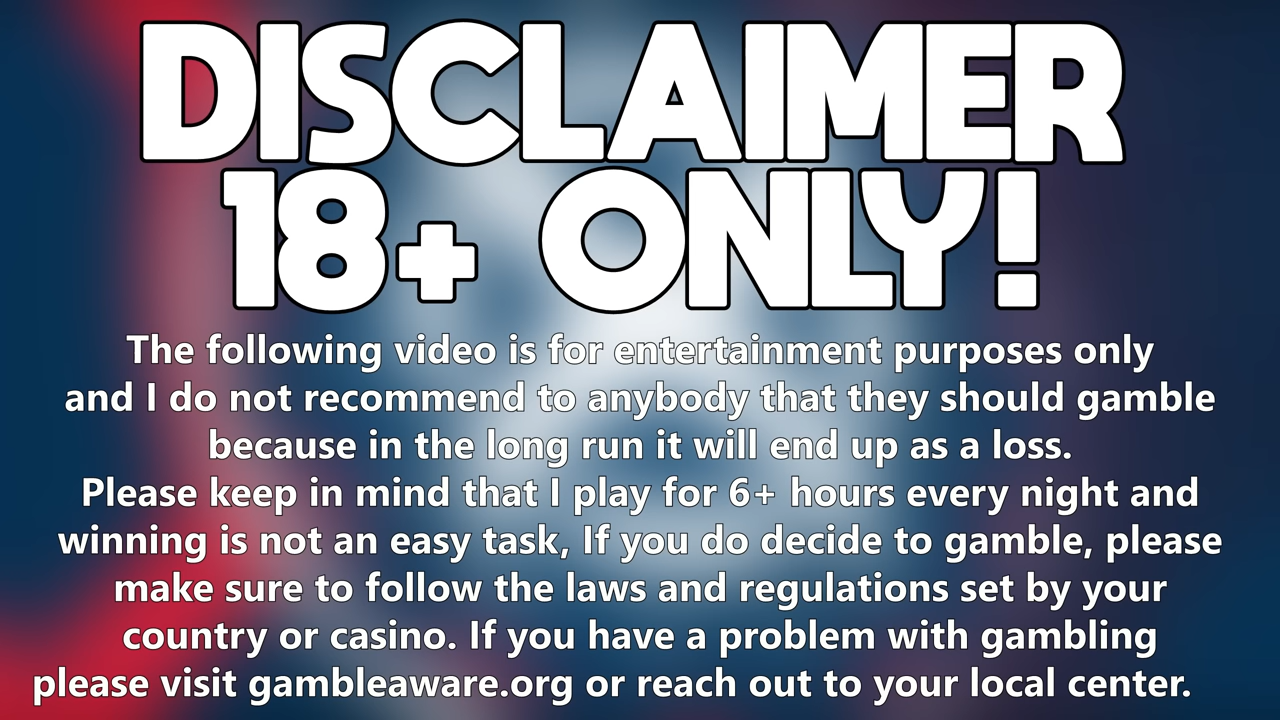 DISCLAIMER
18+ ONLY!
The following video is for entertainment purposes only
and I do not recommend to anybody that they should gamble
because in the long run it will end up as a loss.
Please keep in mind that I play for 6+ hours every night and
winning is not an easy task, If you do decide to gamble, please
make sure to follow the laws and regulations set by your
country or casino. If you have a problem with gambling
please visit gambleaware.org or reach out to your local center.